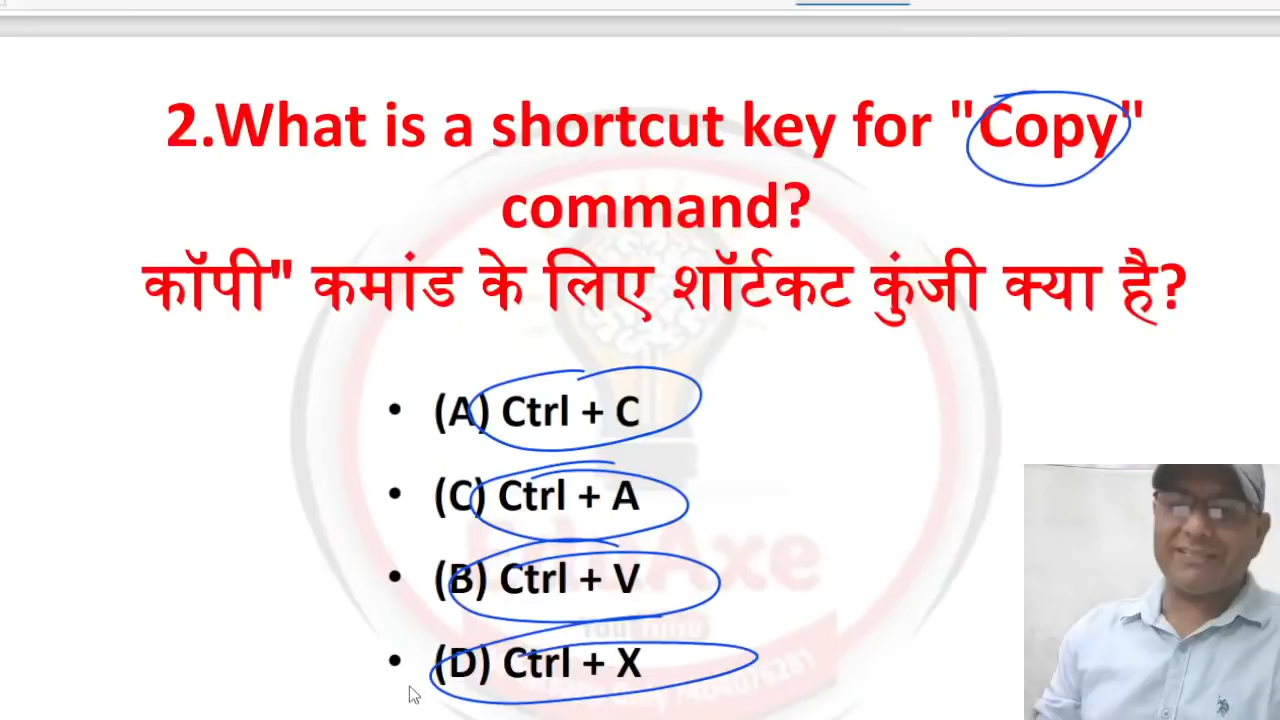 2.What is a shortcut key for "Copy"
command?
कॉपी" कमांड के लिए शॉर्टकट कुंजी क्या है?
• (A) Ctrl + C
• (C) Ctrl + A
• (B) Ctrl + V
• (D) Ctrl + X